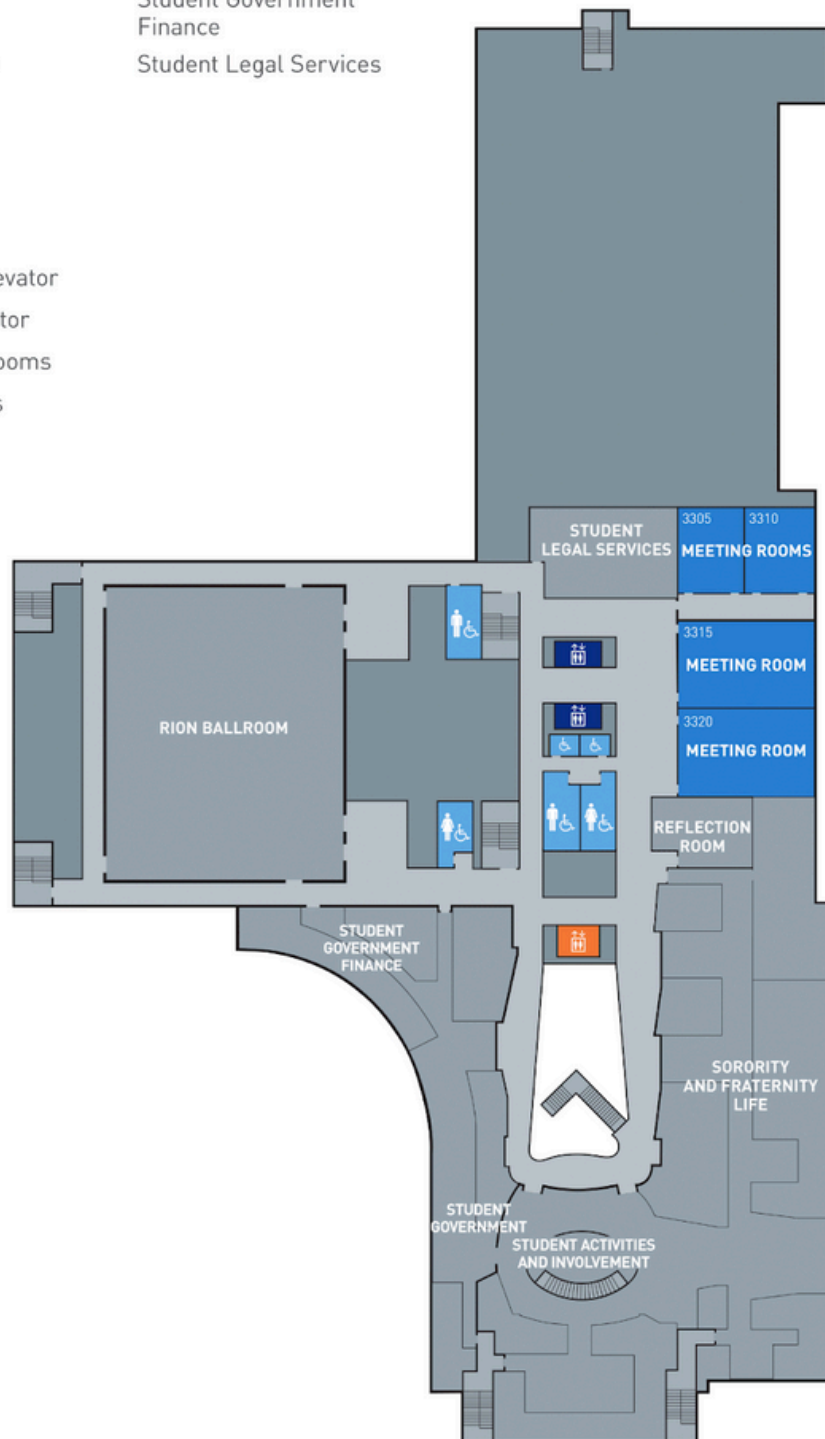 Finance
Student Legal Services
ooms
STUDENT
LEGAL SERVICES
3305
3310
MEETING ROOMS
3315
MEETING ROOM
3320
MEETING ROOM
RION BALLROOM
REFLECTION
ROOM
STUDENT
GOVERNMENT
FINANCE
SORORITY
AND FRATERNITY
LIFE
STUDENT
GOVERNMENT
STUDENT ACTIVITIES
AND INVOLVEMENT